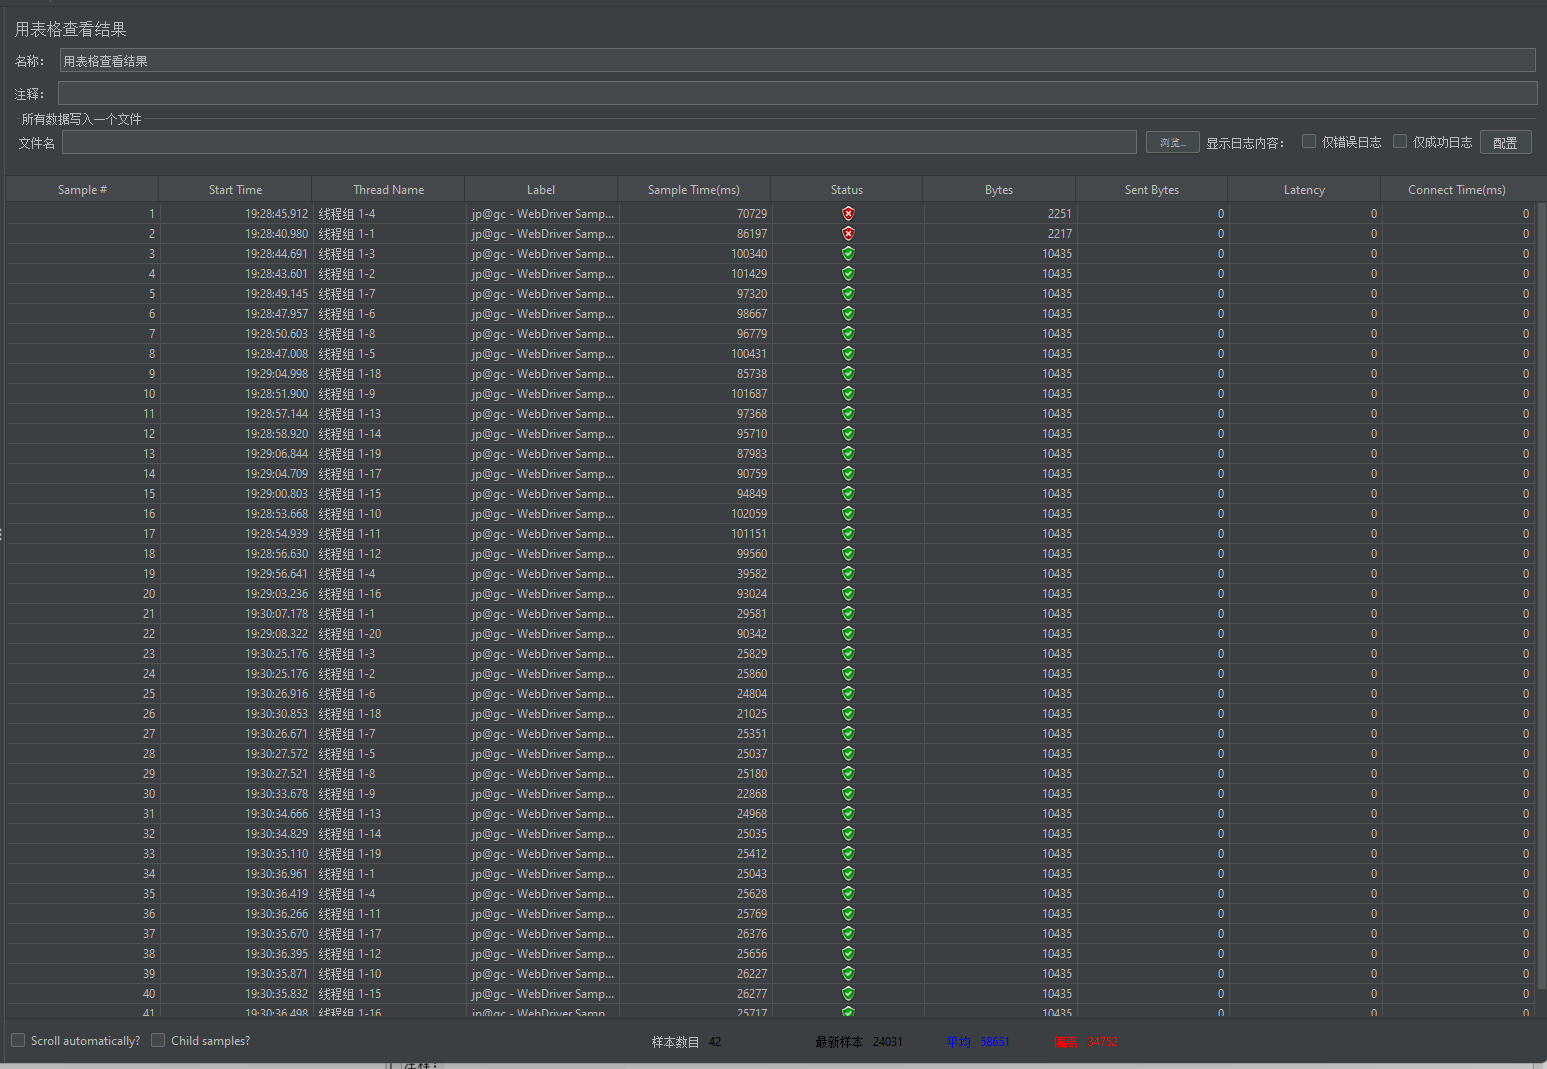 用表格查看结果
名称： 用表格查看结果
注释：
所有数据写入一个文件
文件名 浏览... 显示日志内容： 仅错误日志 仅成功日志 配置
Sample # Start Time Thread Name Label Sample Time(ms) Status Bytes Sent Bytes Latency Connect Time(ms)
1 19:28:45.912 线程组 1-4 jp@gc - WebDriver Samp... 70729 2251 0 0 0
2 19:28:40.980 线程组 1-1 jp@gc - WebDriver Samp... 86197 2217 0 0 0
3 19:28:44.691 线程组 1-3 jp@gc - WebDriver Samp... 100340 10435 0 0 0
4 19:28:43.601 线程组 1-2 jp@gc - WebDriver Samp... 101429 10435 0 0 0
5 19:28:49.145 线程组 1-7 jp@gc - WebDriver Samp... 97320 10435 0 0 0
6 19:28:47.957 线程组 1-6 jp@gc - WebDriver Samp... 98667 10435 0 0 0
7 19:28:50.603 线程组 1-8 jp@gc - WebDriver Samp... 96779 10435 0 0 0
8 19:28:47.008 线程组 1-5 jp@gc - WebDriver Samp... 100431 10435 0 0 0
9 19:29:04.998 线程组 1-18 jp@gc - WebDriver Samp... 85738 10435 0 0 0
10 19:28:51.900 线程组 1-9 jp@gc - WebDriver Samp... 101687 10435 0 0 0
11 19:28:57.144 线程组 1-13 jp@gc - WebDriver Samp... 97368 10435 0 0 0
12 19:28:58.920 线程组 1-14 jp@gc - WebDriver Samp... 95710 10435 0 0 0
13 19:29:06.844 线程组 1-19 jp@gc - WebDriver Samp... 87983 10435 0 0 0
14 19:29:04.709 线程组 1-17 jp@gc - WebDriver Samp... 90759 10435 0 0 0
15 19:29:00.803 线程组 1-15 jp@gc - WebDriver Samp... 94849 10435 0 0 0
16 19:28:53.668 线程组 1-10 jp@gc - WebDriver Samp... 102059 10435 0 0 0
17 19:28:54.939 线程组 1-11 jp@gc - WebDriver Samp... 101151 10435 0 0 0
18 19:28:56.630 线程组 1-12 jp@gc - WebDriver Samp... 99560 10435 0 0 0
19 19:29:56.641 线程组 1-4 jp@gc - WebDriver Samp... 39582 10435 0 0 0
20 19:29:03.236 线程组 1-16 jp@gc - WebDriver Samp... 93024 10435 0 0 0
21 19:30:07.178 线程组 1-1 jp@gc - WebDriver Samp... 29581 10435 0 0 0
22 19:29:08.322 线程组 1-20 jp@gc - WebDriver Samp... 90342 10435 0 0 0
23 19:30:25.176 线程组 1-3 jp@gc - WebDriver Samp... 25829 10435 0 0 0
24 19:30:25.176 线程组 1-2 jp@gc - WebDriver Samp... 25860 10435 0 0 0
25 19:30:26.916 线程组 1-6 jp@gc - WebDriver Samp... 24804 10435 0 0 0
26 19:30:30.853 线程组 1-18 jp@gc - WebDriver Samp... 21025 10435 0 0 0
27 19:30:26.671 线程组 1-7 jp@gc - WebDriver Samp... 25351 10435 0 0 0
28 19:30:27.572 线程组 1-5 jp@gc - WebDriver Samp... 25037 10435 0 0 0
29 19:30:27.521 线程组 1-8 jp@gc - WebDriver Samp... 25180 10435 0 0 0
30 19:30:33.678 线程组 1-9 jp@gc - WebDriver Samp... 22868 10435 0 0 0
31 19:30:34.666 线程组 1-13 jp@gc - WebDriver Samp... 24968 10435 0 0 0
32 19:30:34.829 线程组 1-14 jp@gc - WebDriver Samp... 25035 10435 0 0 0
33 19:30:35.110 线程组 1-19 jp@gc - WebDriver Samp... 25412 10435 0 0 0
34 19:30:36.961 线程组 1-1 jp@gc - WebDriver Samp... 25043 10435 0 0 0
35 19:30:36.419 线程组 1-4 jp@gc - WebDriver Samp... 25628 10435 0 0 0
36 19:30:36.266 线程组 1-11 jp@gc - WebDriver Samp... 25769 10435 0 0 0
37 19:30:35.670 线程组 1-17 jp@gc - WebDriver Samp... 26376 10435 0 0 0
38 19:30:36.395 线程组 1-12 jp@gc - WebDriver Samp... 25656 10435 0 0 0
39 19:30:35.871 线程组 1-10 jp@gc - WebDriver Samp... 26227 10435 0 0 0
40 19:30:35.832 线程组 1-15 jp@gc - WebDriver Samp... 26277 10435 0 0 0
41 19:30:36.498 线程组 1-16 jp@gc - WebDriver Samp... 25717 10435 0 0 0
Scroll automatically? Child samples? 样本数目 42 最新样本 24031 平均 58651 偏离 34752
注释：